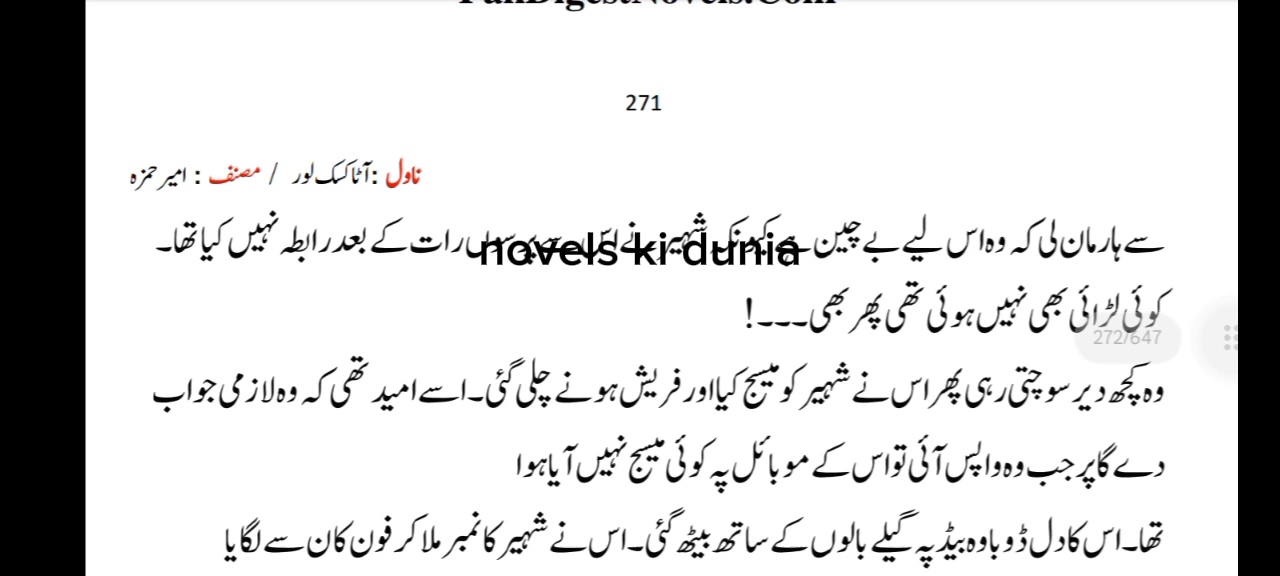 PakDigestNovels.Com
271
ناول :آٹاکسک لور / مصنف : امیر حمزہ
سے ہار مان لی کہ وہ اس لیے بے چین ہے کیونکہ شہیر نے اس سے پرسوں رات کے بعد رابطہ نہیں کیا تھا۔
novels ki dunia
کوئی لڑائی بھی نہیں ہوئی تھی پھر بھی۔۔۔!
272/647
وہ کچھ دیر سوچتی رہی پھر اس نے شہیر کو میسج کیا اور فریش ہونے چلی گئی۔ اسے امید تھی کہ وہ لازمی جواب
دے گا پر جب وہ واپس آئی تو اس کے موبائل پہ کوئی میسج نہیں آیا ہوا
تھا۔ اس کا دل ڈوبا وہ بیڈ پہ گیلے بالوں کے ساتھ بیٹھ گئی۔ اس نے شہیر کا نمبر ملا کر فون کان سے لگایا